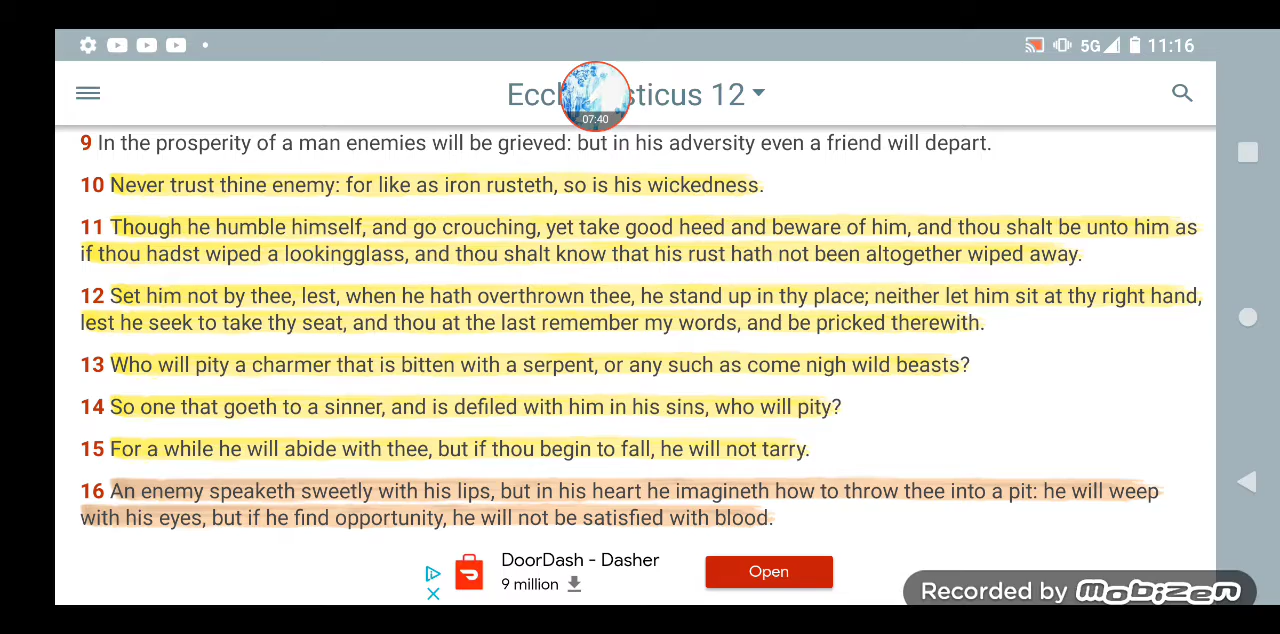 5G 11:16
Eccl sticus 12
07:40
9 In the prosperity of a man enemies will be grieved: but in his adversity even a friend will depart.
10 Never trust thine enemy: for like as iron rusteth, so is his wickedness.
11 Though he humble himself, and go crouching, yet take good heed and beware of him, and thou shalt be unto him as
if thou hadst wiped a lookingglass, and thou shalt know that his rust hath not been altogether wiped away.
12 Set him not by thee, lest, when he hath overthrown thee, he stand up in thy place; neither let him sit at thy right hand,
lest he seek to take thy seat, and thou at the last remember my words, and be pricked therewith.
13 Who will pity a charmer that is bitten with a serpent, or any such as come nigh wild beasts?
14 So one that goeth to a sinner, and is defiled with him in his sins, who will pity?
15 For a while he will abide with thee, but if thou begin to fall, he will not tarry.
16 An enemy speaketh sweetly with his lips, but in his heart he imagineth how to throw thee into a pit: he will weep
with his eyes, but if he find opportunity, he will not be satisfied with blood.
DoorDash - Dasher
9 million
Open
Recorded by mobizen